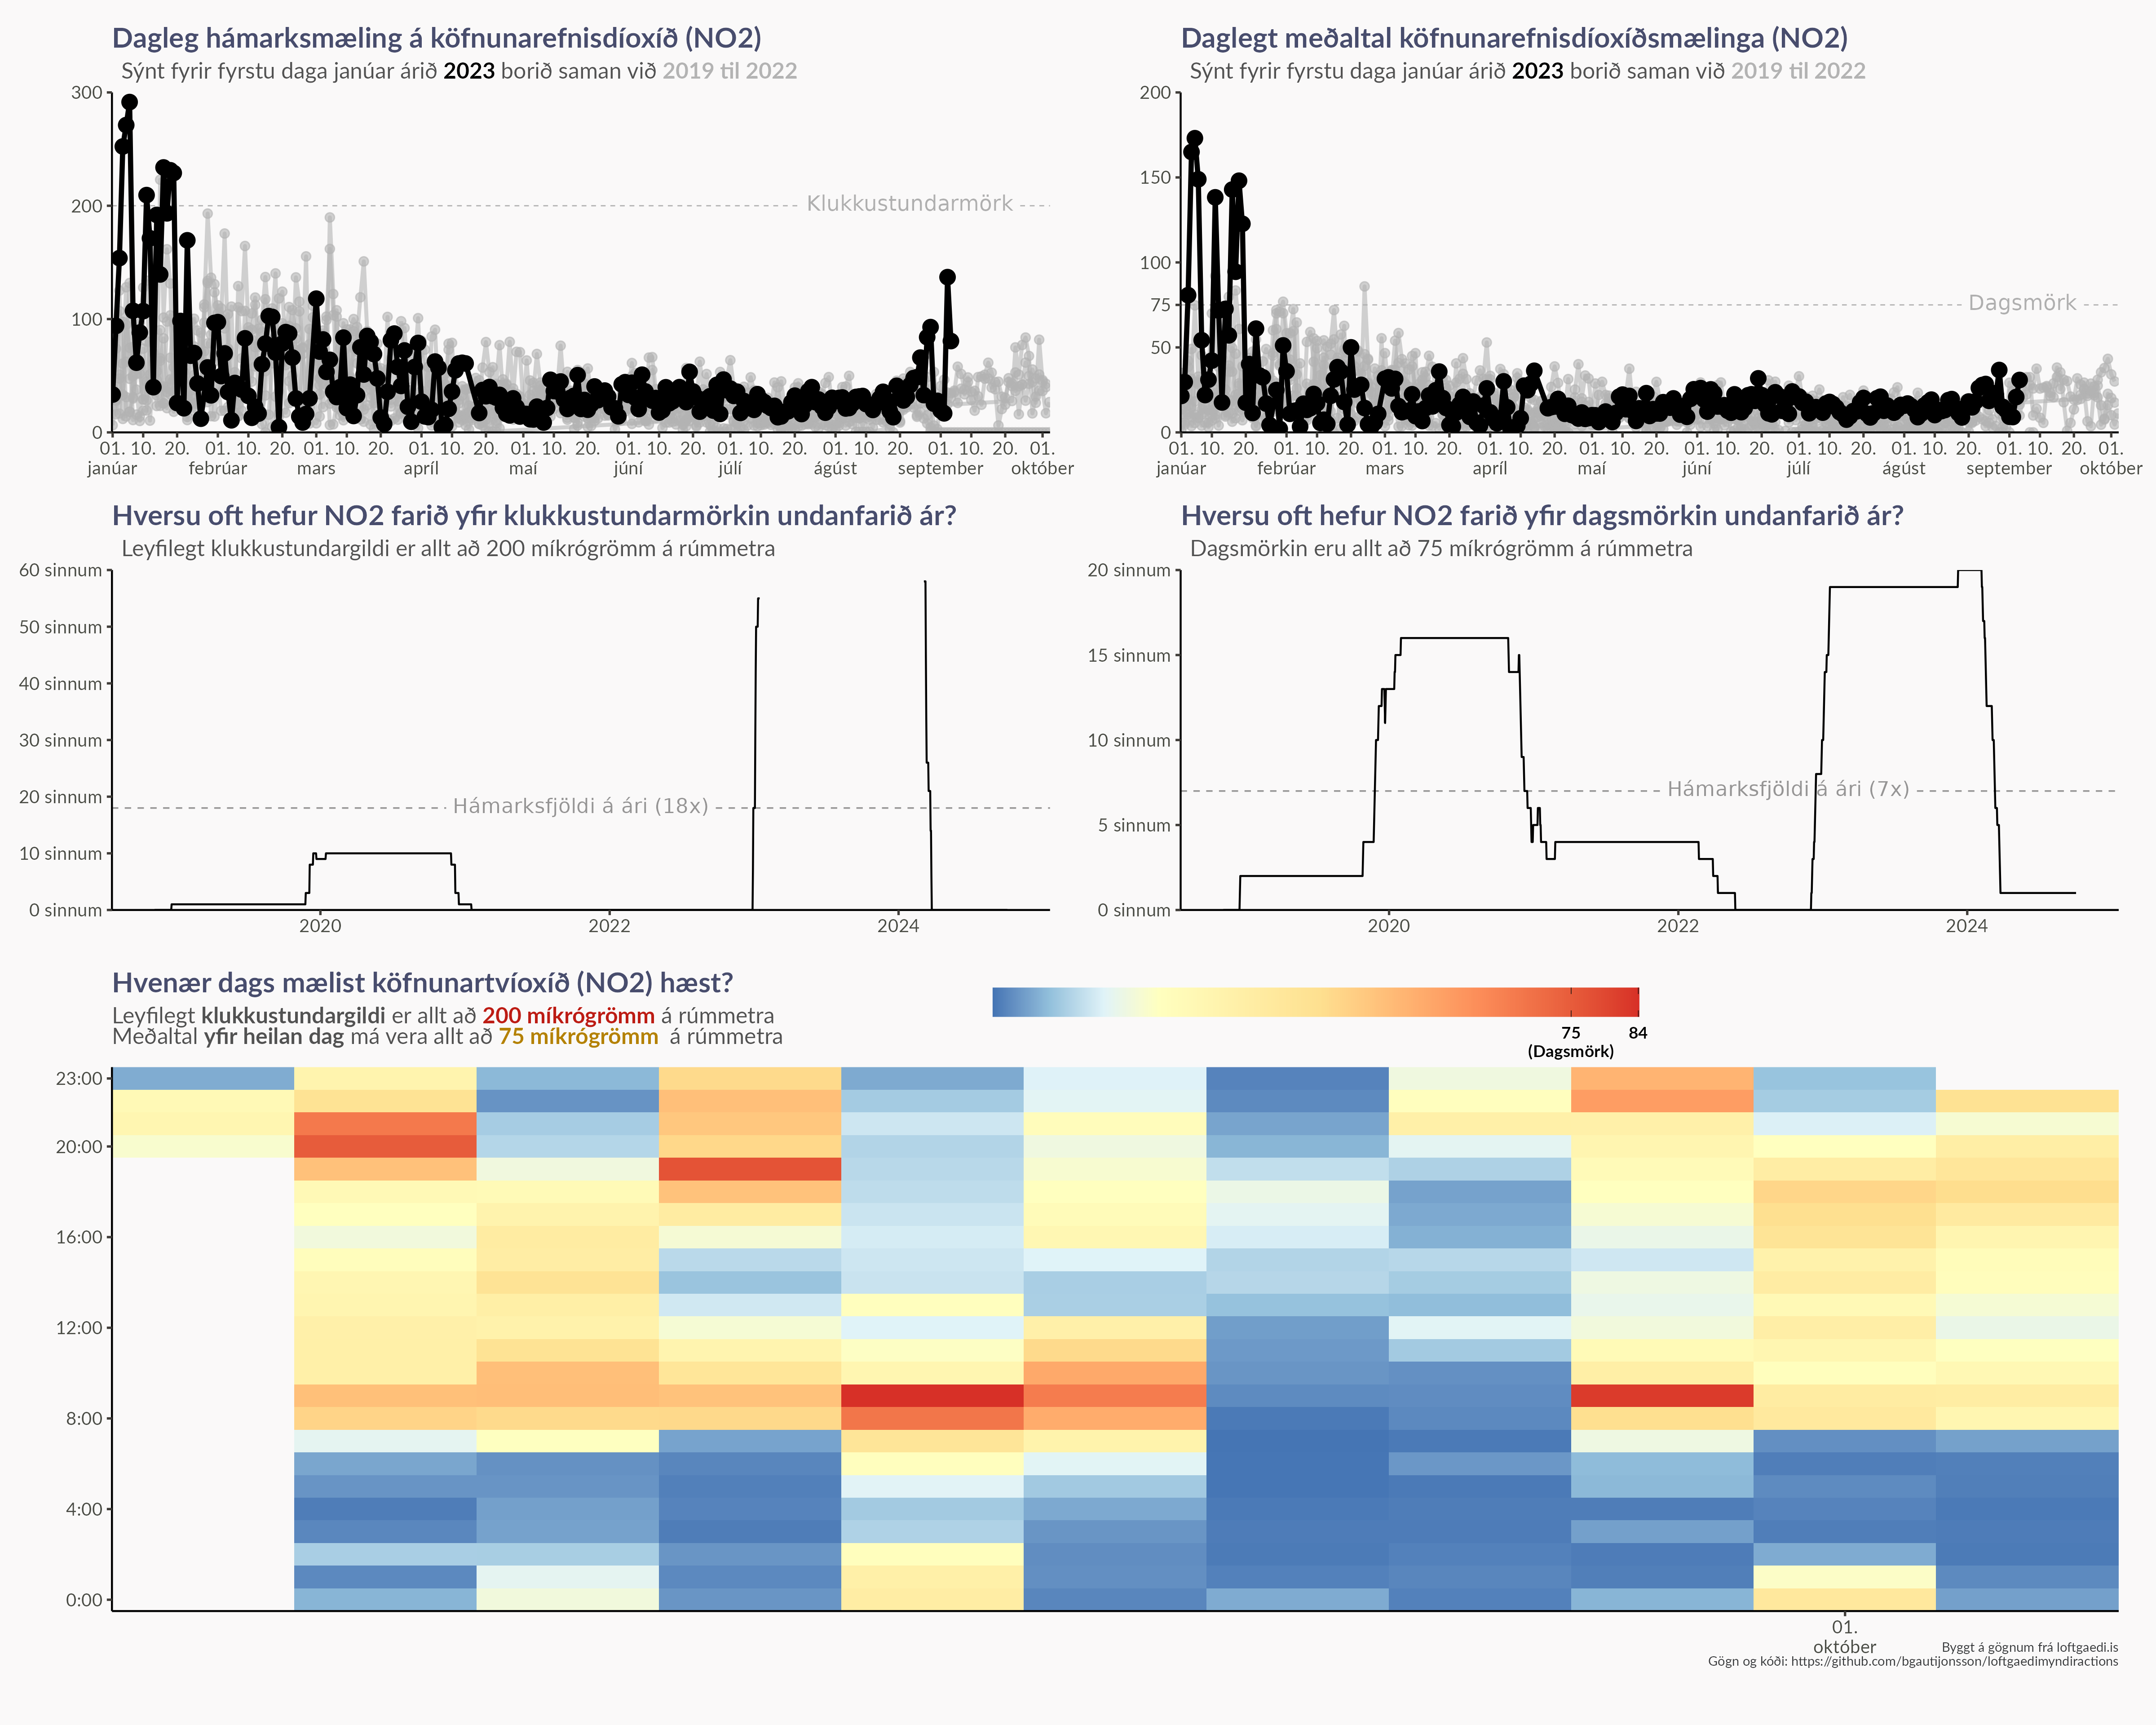 Dagleg hámarksmæling á köfnunarefnisdíoxíð (NO2)
Sýnt fyrir fyrstu daga janúar árið 2023 borið saman við 2019 til 2022
300
200
100
0
Klukkustundarmörk
01. 10. 20. 01. 10. 20. 01. 10. 20. 01. 10. 20. 01. 10. 20. 01. 10. 20. 01. 10. 20. 01. 10. 20. 01. 10. 20. 01.
janúar febrúar mars apríl maí júní júlí ágúst september október
Daglegt meðaltal köfnunarefnisdíoxíðsmælinga (NO2)
Sýnt fyrir fyrstu daga janúar árið 2023 borið saman við 2019 til 2022
200
150
100
75
50
0
Dagsmörk
01. 10. 20. 01. 10. 20. 01. 10. 20. 01. 10. 20. 01. 10. 20. 01. 10. 20. 01. 10. 20. 01. 10. 20. 01. 10. 20. 01.
janúar febrúar mars apríl maí júní júlí ágúst september október
Hversu oft hefur NO2 farið yfir klukkustundarmörkin undanfarið ár?
Leyfilegt klukkustundargildi er allt að 200 míkrógrömm á rúmmetra
60 sinnum
50 sinnum
40 sinnum
30 sinnum
20 sinnum
10 sinnum
0 sinnum
Hámarksfjöldi á ári (18x)
2020 2022 2024
Hversu oft hefur NO2 farið yfir dagsmörkin undanfarið ár?
Dagsmörkin eru allt að 75 míkrógrömm á rúmmetra
20 sinnum
15 sinnum
10 sinnum
5 sinnum
0 sinnum
Hámarksfjöldi á ári (7x)
2020 2022 2024
Hvenær dags mælist köfnunartvíoxíð (NO2) hæst?
Leyfilegt klukkustundargildi er allt að 200 míkrógrömm á rúmmetra
Meðaltal yfir heilan dag má vera allt að 75 míkrógrömm á rúmmetra
75 84
(Dagsmörk)
23:00
20:00
16:00
12:00
8:00
4:00
0:00
01.
október
Byggt á gögnum frá loftgaedi.is
Gögn og kóði: https://github.com/bgautijonsson/loftgaedimyndiractions